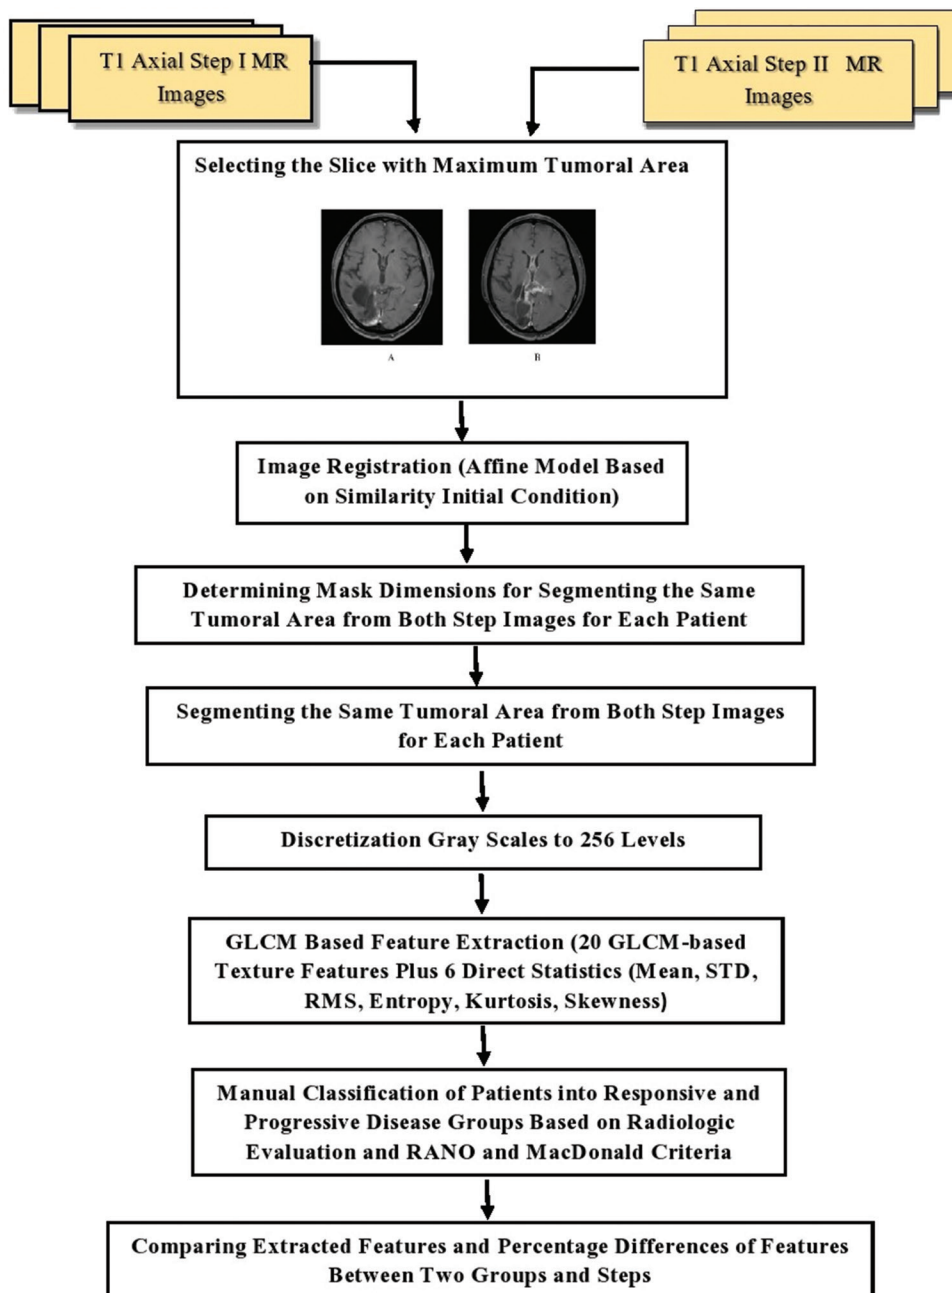 T1 Axial Step I MR
Images
T1 Axial Step II MR
Images
Selecting the Slice with Maximum Tumoral Area
A
B
Image Registration (Affine Model Based
on Similarity Initial Condition)
Determining Mask Dimensions for Segmenting the Same
Tumoral Area from Both Step Images for Each Patient
Segmenting the Same Tumoral Area from Both Step Images
for Each Patient
Discretization Gray Scales to 256 Levels
GLCM Based Feature Extraction (20 GLCM-based
Texture Features Plus 6 Direct Statistics (Mean, STD,
RMS, Entropy, Kurtosis, Skewness)
Manual Classification of Patients into Responsive and
Progressive Disease Groups Based on Radiologic
Evaluation and RANO and MacDonald Criteria
Comparing Extracted Features and Percentage Differences of Features
Between Two Groups and Steps